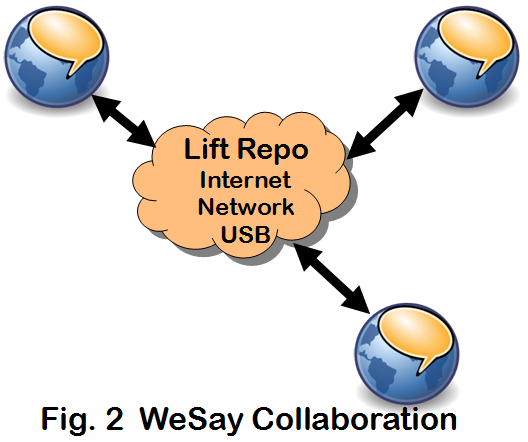 Lift Repo
Internet
Network
USB
Fig. 2 WeSay Collaboration